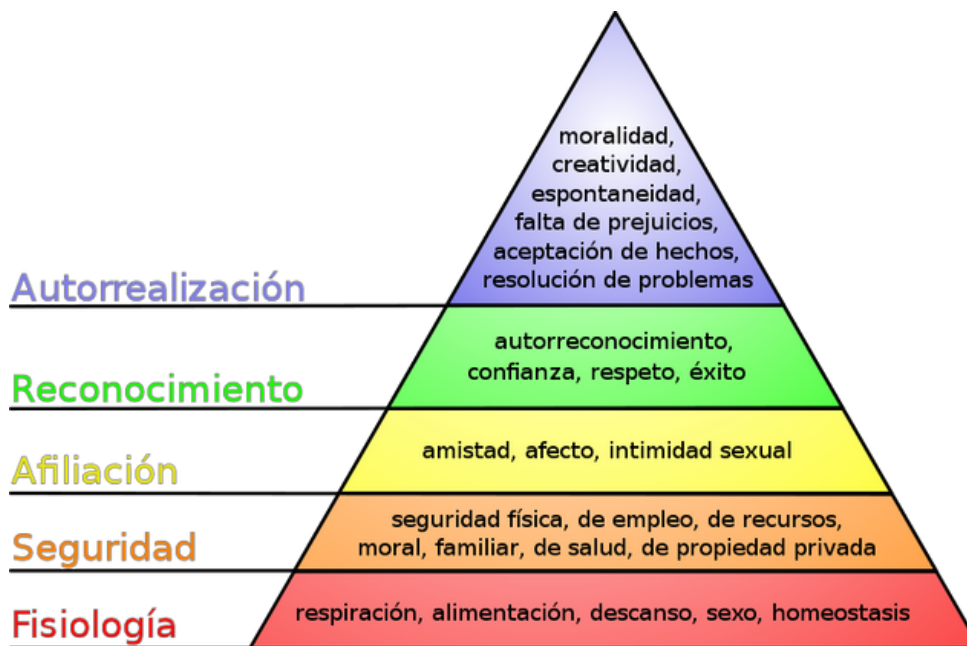 moralidad,
creatividad,
espontaneidad,
falta de prejuicios,
aceptación de hechos,
resolución de problemas
Autorrealización
autorreconocimiento,
confianza, respeto, éxito
Reconocimiento
amistad, afecto, intimidad sexual
Afiliación
seguridad física, de empleo, de recursos,
moral, familiar, de salud, de propiedad privada
Seguridad
respiración, alimentación, descanso, sexo, homeostasis
Fisiología